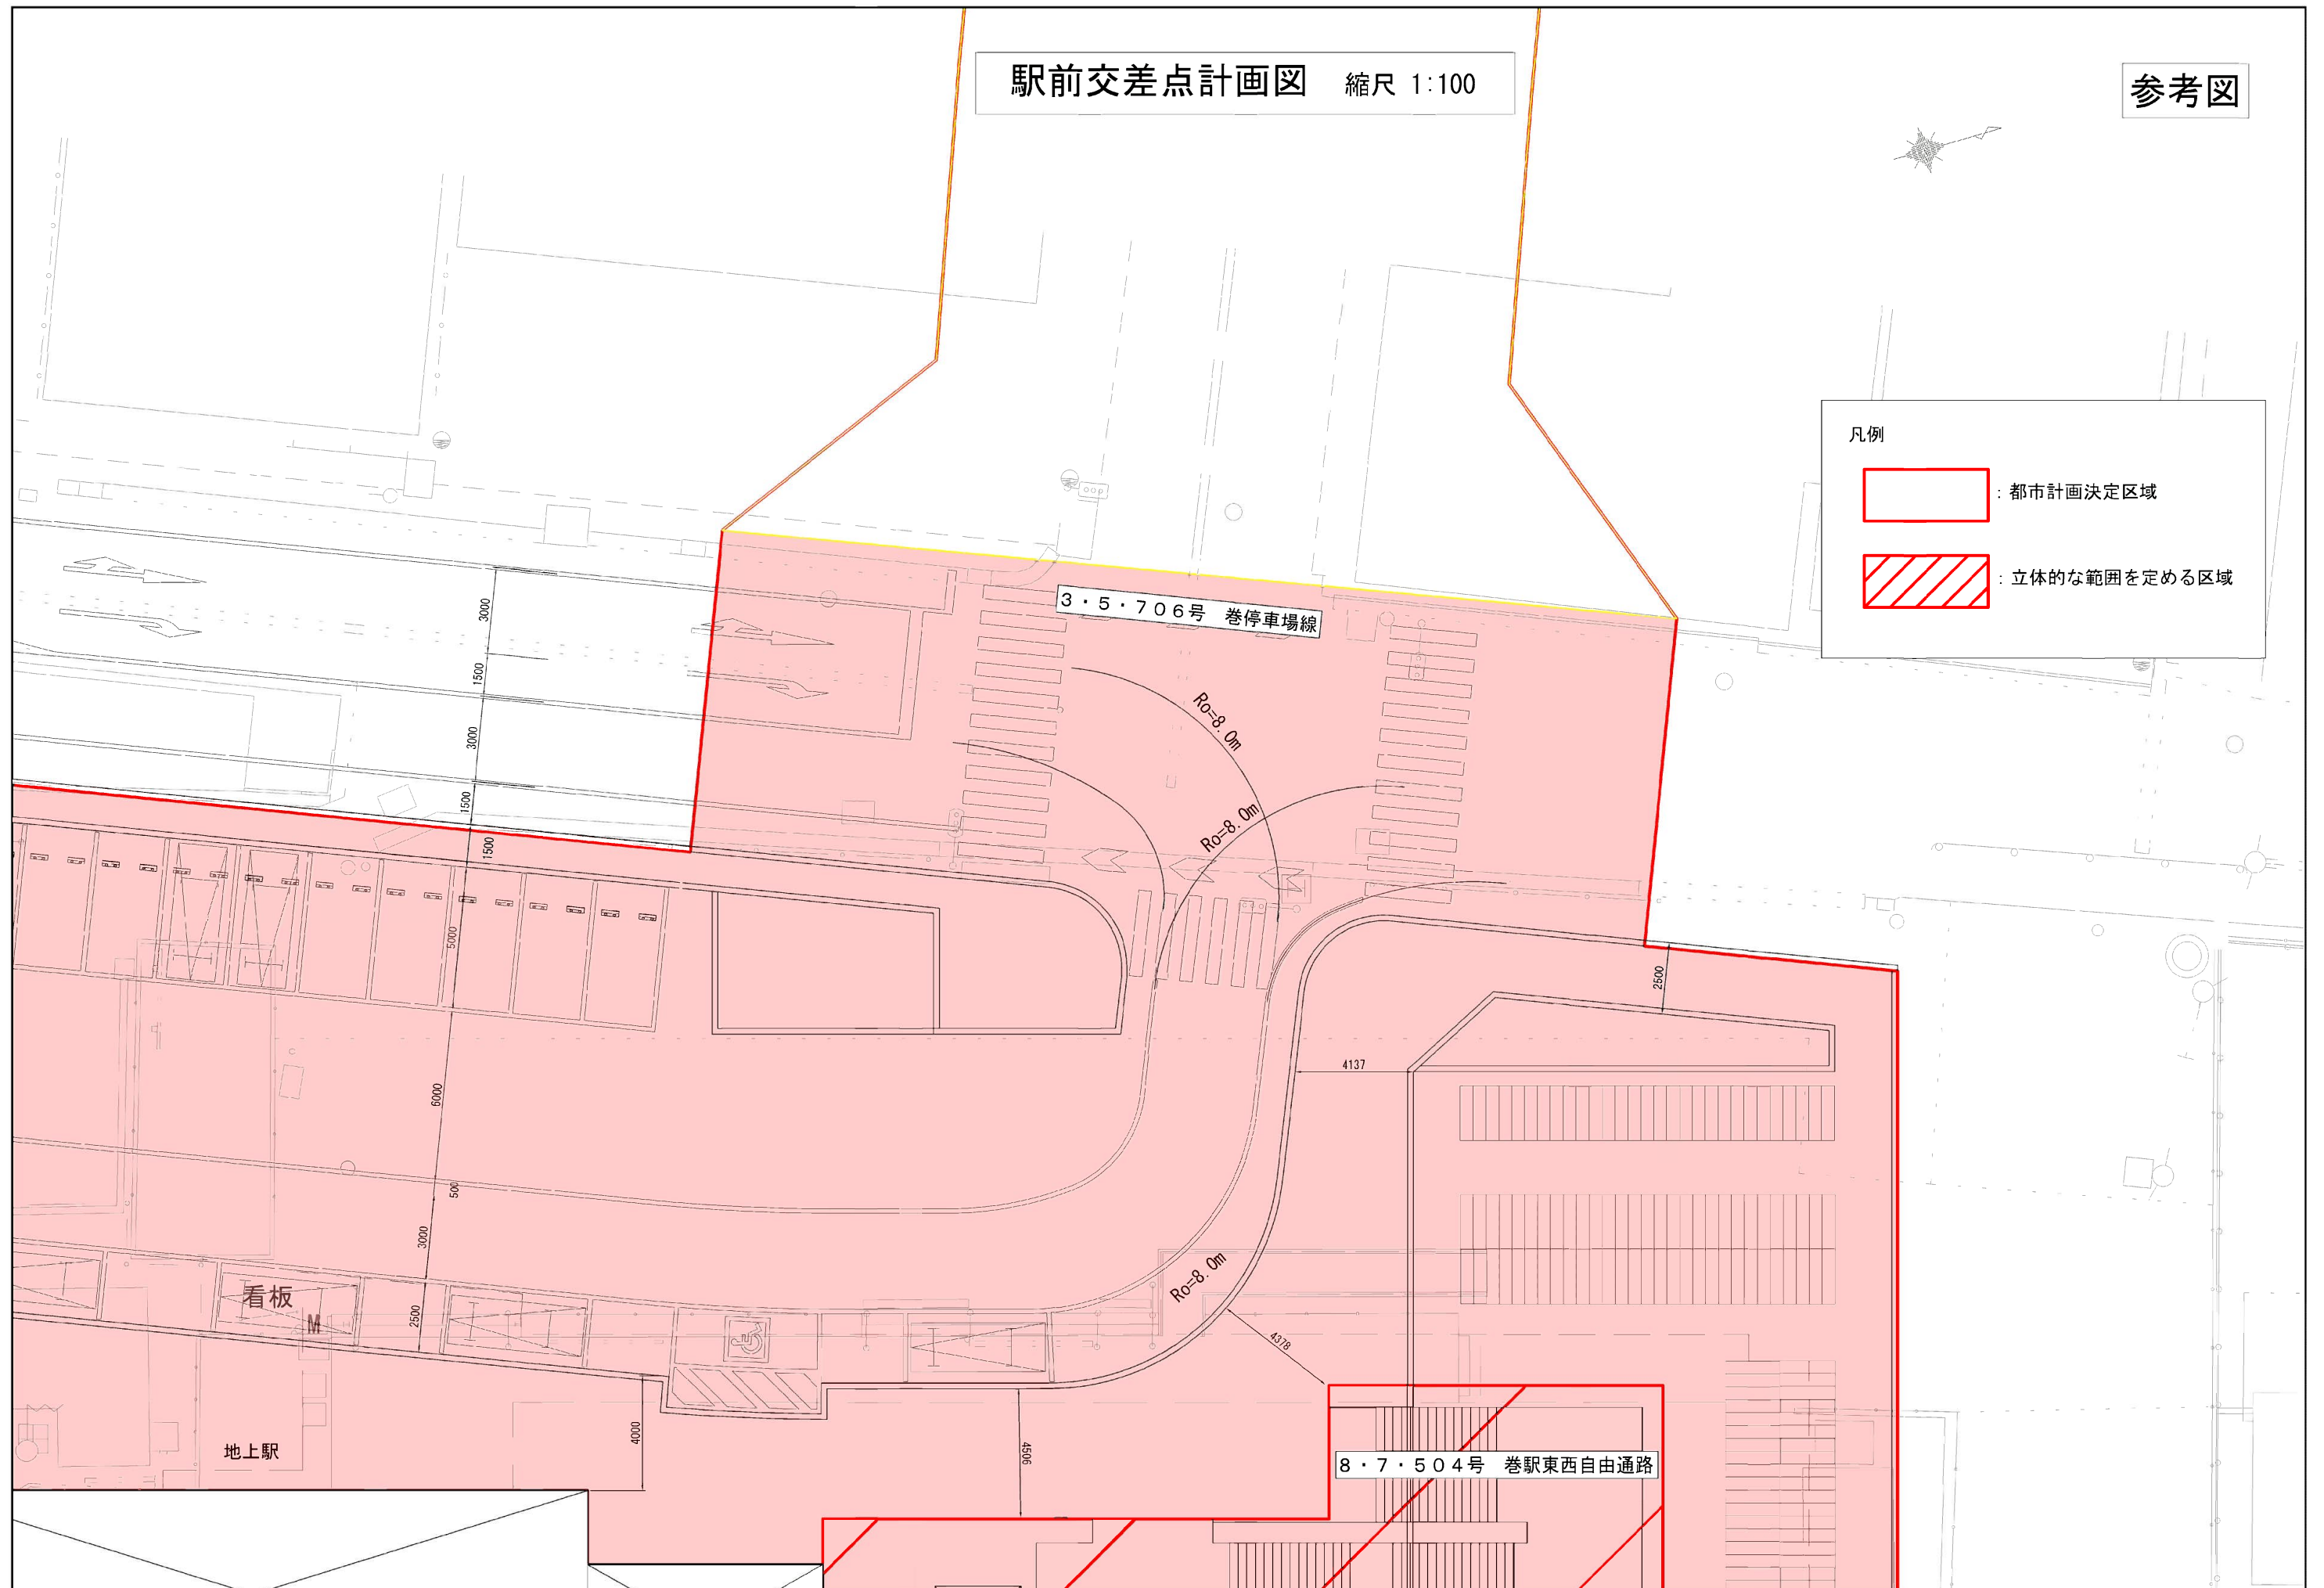 駅前交差点計画図 縮尺 1:100
参考図
凡例
：都市計画決定区域
：立体的な範囲を定める区域
3・5・706号 巻停車場線
3000
1500
3000
1500
1500
5000
6000
500
3000
2500
Ro=8.0m
Ro=8.0m
2500
4137
Ro=8.0m
4378
看板
M
地上駅
4000
4506
8・7・504号 巻駅東西自由通路